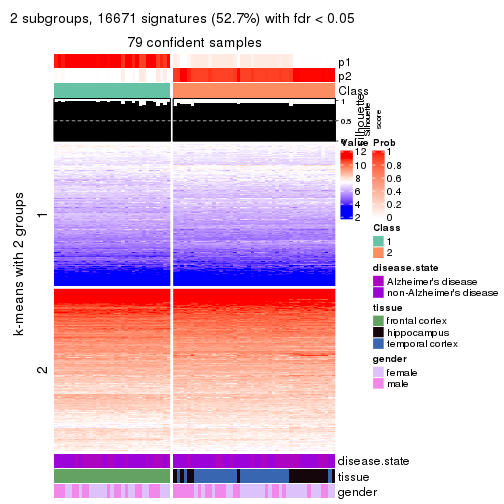 2 subgroups, 16671 signatures (52.7%) with fdr < 0.05
79 confident samples
p1
p2
Class
1
0.5
0
Silhouette
Silhouette
score
k-means with 2 groups
1
2
disease.state
tissue
gender
Value
12
10
8
6
4
2
Prob
1
0.8
0.6
0.4
0.2
0
Class
1
2
disease.state
Alzheimer's disease
non-Alzheimer's disease
tissue
frontal cortex
hippocampus
temporal cortex
gender
female
male